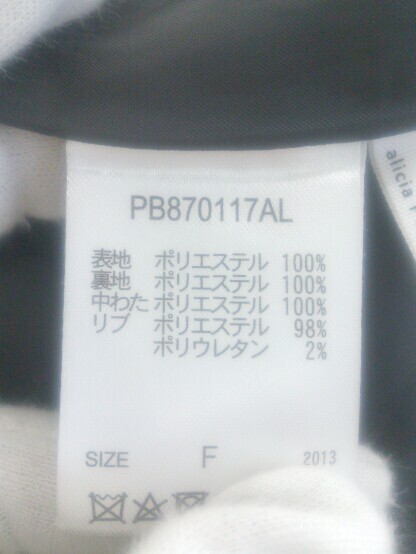 PB870117AL
表地 ポリエステル 100%
裏地 ポリエステル 100%
中わた ポリエステル 100%
リブ ポリエステル 98%
ポリウレタン 2%
SIZE F 2013
alicia